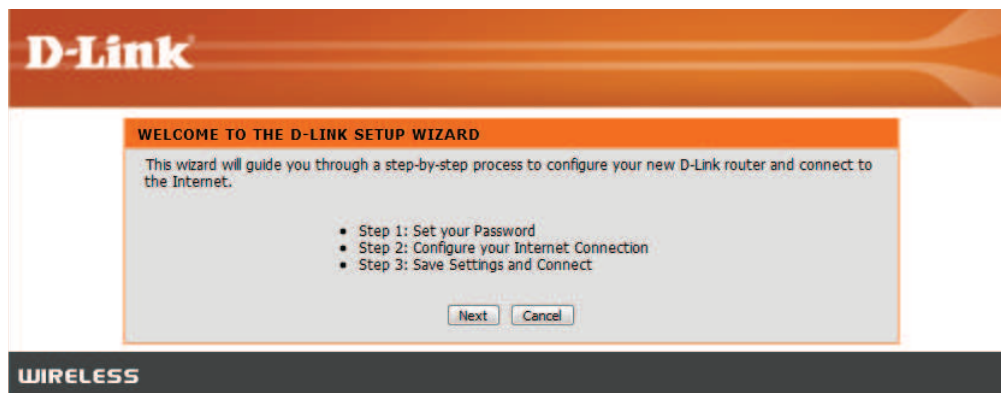 D-Link
WELCOME TO THE D-LINK SETUP WIZARD
This wizard will guide you through a step-by-step process to configure your new D-Link router and connect to
the Internet.
• Step 1: Set your Password
• Step 2: Configure your Internet Connection
• Step 3: Save Settings and Connect
Next Cancel
WIRELESS